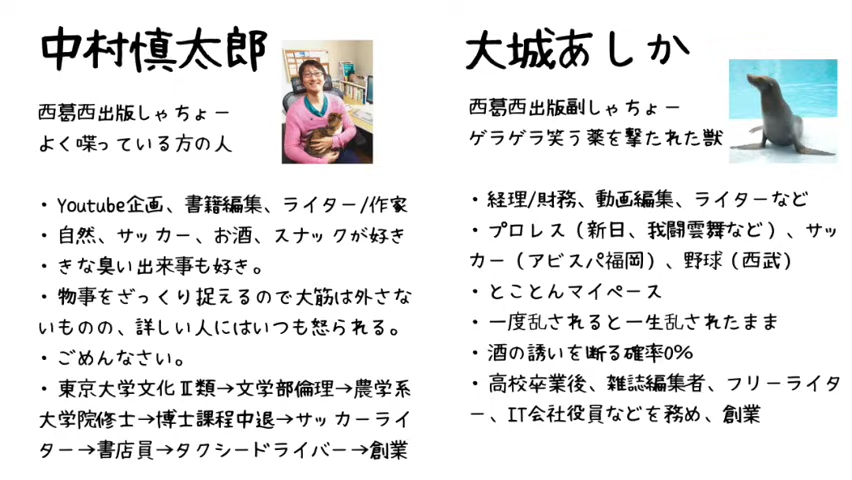 中村慎太郎
西葛西出版しゃちょー
よく喋っている方の人
・Youtube企画、書籍編集、ライター/作家
・自然、サッカー、お酒、スナックが好き
・きな臭い出来事も好き。
・物事をざっくり捉えるので大筋は外さな
いものの、詳しい人にはいつも怒られる。
・ごめんなさい。
・東京大学文化Ⅱ類→文学部倫理→農学系
大学院修士→博士課程中退→サッカーライ
ター→書店員→タクシードライバー→創業
大城あしか
西葛西出版副しゃちょー
ゲラゲラ笑う薬を撃たれた獣
・経理/財務、動画編集、ライターなど
・プロレス（新日、我闘雲舞など）、サッ
カー（アビスパ福岡）、野球（西武）
・とことんマイペース
・一度乱されると一生乱されたまま
・酒の誘いを断る確率0%
・高校卒業後、雑誌編集者、フリーライタ
ー、IT会社役員などを務め、創業